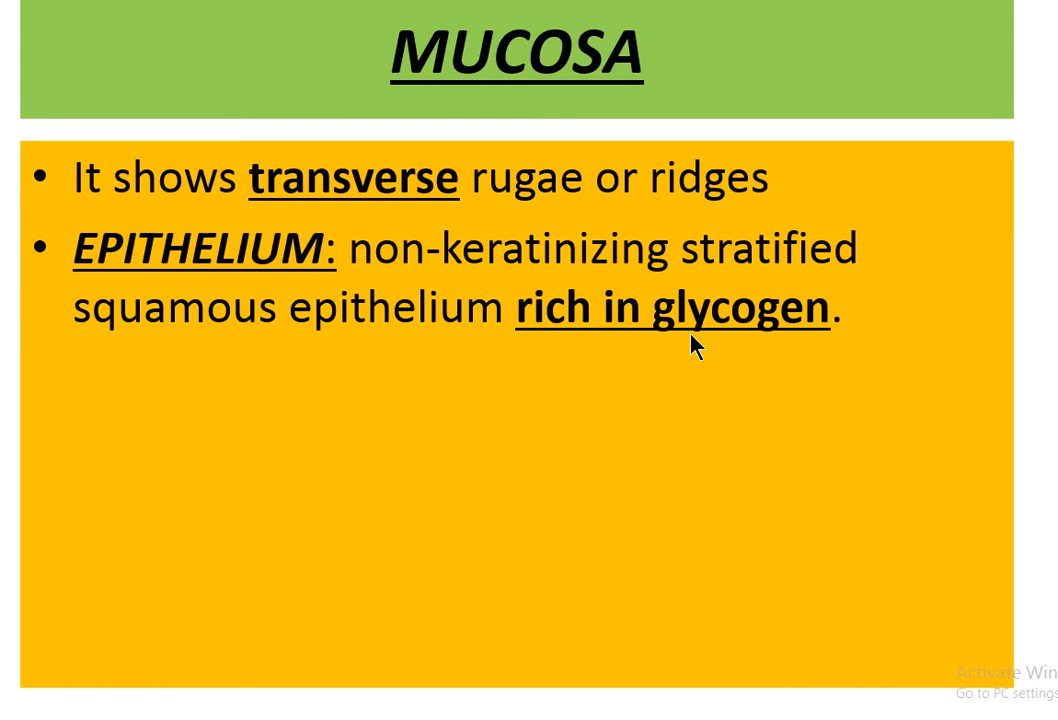 MUCOSA
• It shows transverse rugae or ridges
• EPITHELIUM: non-keratinizing stratified
squamous epithelium rich in glycogen.
Activate Win
Go to PC settings